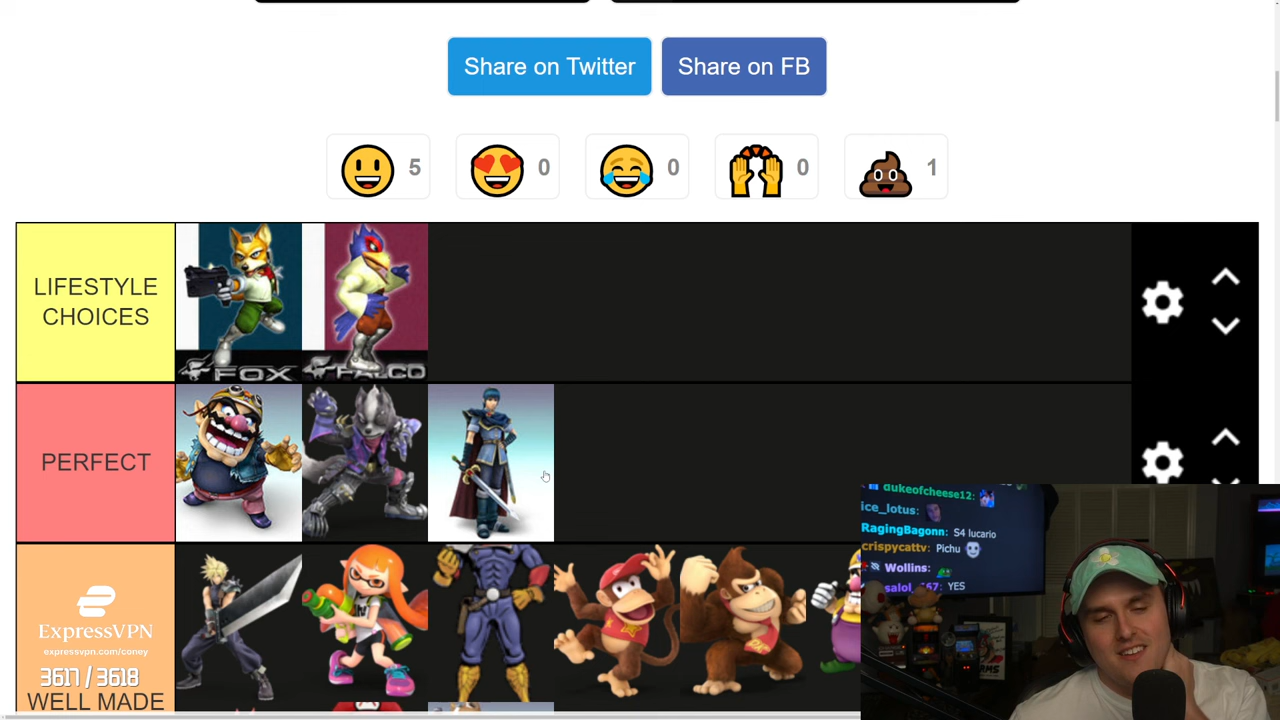 Share on Twitter
Share on FB
5
0
0
0
1
LIFESTYLE
CHOICES
FOX
FALCO
PERFECT
ExpressVPN
expressvpn.com/coney
3617 / 3618
WELL MADE
dukeofcheese12:
ice_lotus:
RagingBagonn: S4 lucario
crispycattv: Pichu
Wollins:
YES